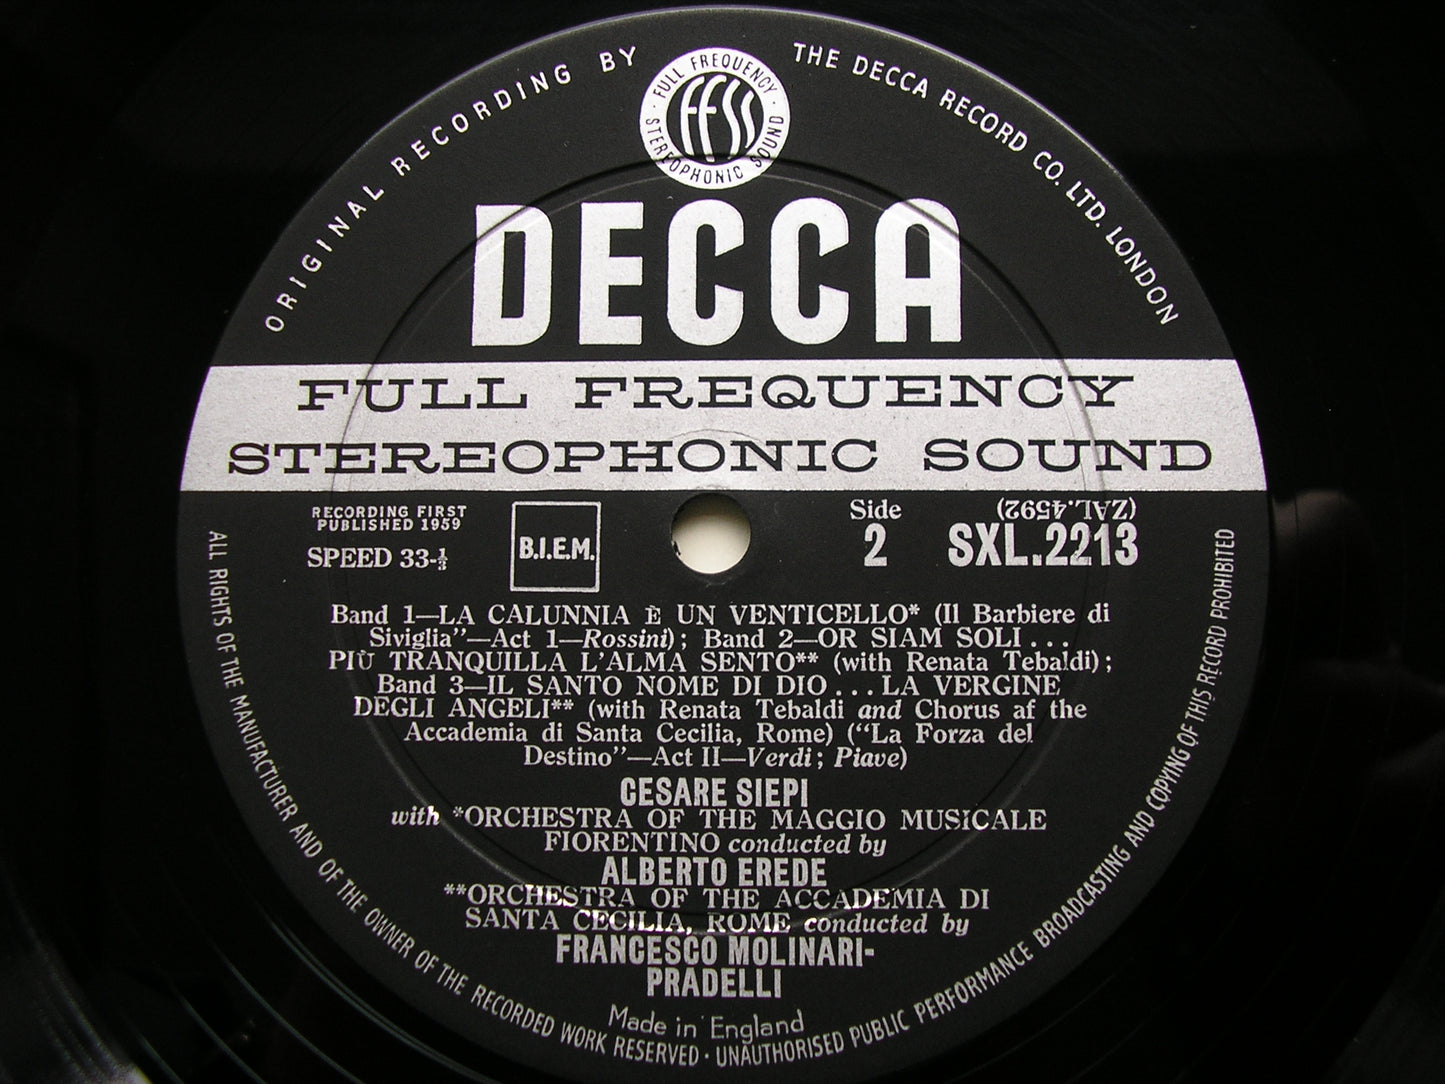 ORIGINAL RECORDING BY THE DECCA RECORD CO. LTD. LONDON
FULL FREQUENCY STEREOPHONIC SOUND
FFSS
DECCA
FULL FREQUENCY
STEREOPHONIC SOUND
RECORDING FIRST
PUBLISHED 1959
SPEED 33-⅓
B.I.E.M.
Side
2
(ZAL.4592)
SXL.2213
Band 1—LA CALUNNIA È UN VENTICELLO* (Il Barbiere di
Siviglia”—Act 1—Rossini); Band 2—OR SIAM SOLI ...
PIÙ TRANQUILLA L'ALMA SENTO** (with Renata Tebaldi);
Band 3—IL SANTO NOME DI DIO ... LA VERGINE
DEGLI ANGELI** (with Renata Tebaldi and Chorus af the
Accademia di Santa Cecilia, Rome) (“La Forza del
Destino”—Act II—Verdi; Piave)
CESARE SIEPI
with *ORCHESTRA OF THE MAGGIO MUSICALE
FIORENTINO conducted by
ALBERTO EREDE
**ORCHESTRA OF THE ACCADEMIA DI
SANTA CECILIA, ROME conducted by
FRANCESCO MOLINARI-
PRADELLI
Made in England
ALL RIGHTS OF THE MANUFACTURER AND OF THE OWNER OF THE RECORDED WORK RESERVED · UNAUTHORISED PUBLIC PERFORMANCE BROADCASTING AND COPYING OF THIS RECORD PROHIBITED